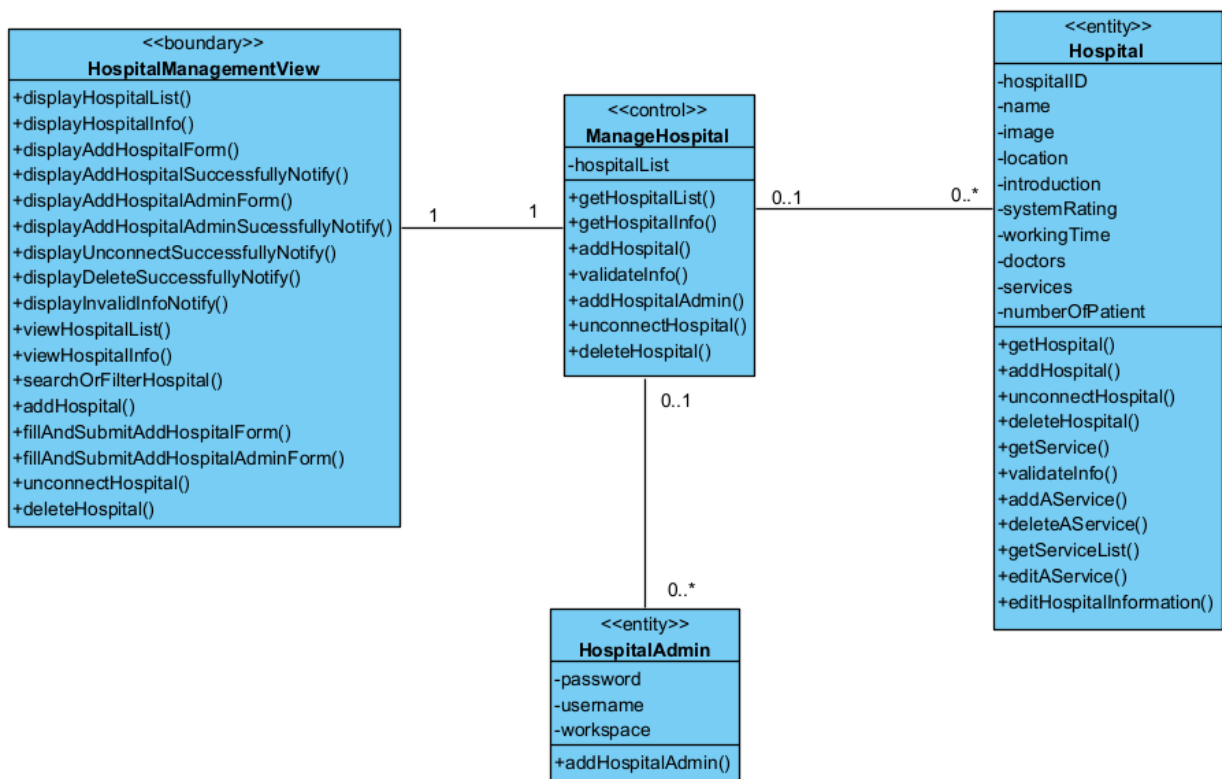 <<boundary>>
HospitalManagementView
+displayHospitalList()
+displayHospitalInfo()
+displayAddHospitalForm()
+displayAddHospitalSuccessfullyNotify()
+displayAddHospitalAdminForm()
+displayAddHospitalAdminSucessfullyNotify()
+displayUnconnectSuccessfullyNotify()
+displayDeleteSuccessfullyNotify()
+displayInvalidInfoNotify()
+viewHospitalList()
+viewHospitalInfo()
+searchOrFilterHospital()
+addHospital()
+fillAndSubmitAddHospitalForm()
+fillAndSubmitAddHospitalAdminForm()
+unconnectHospital()
+deleteHospital()
1
1
<<control>>
ManageHospital
-hospitalList
+getHospitalList()
+getHospitalInfo()
+addHospital()
+validateInfo()
+addHospitalAdmin()
+unconnectHospital()
+deleteHospital()
0..1
0..*
<<entity>>
Hospital
-hospitalID
-name
-image
-location
-introduction
-systemRating
-workingTime
-doctors
-services
-numberOfPatient
+getHospital()
+addHospital()
+unconnectHospital()
+deleteHospital()
+getService()
+validateInfo()
+addAService()
+deleteAService()
+getServiceList()
+editAService()
+editHospitalInformation()
0..1
0..*
<<entity>>
HospitalAdmin
-password
-username
-workspace
+addHospitalAdmin()